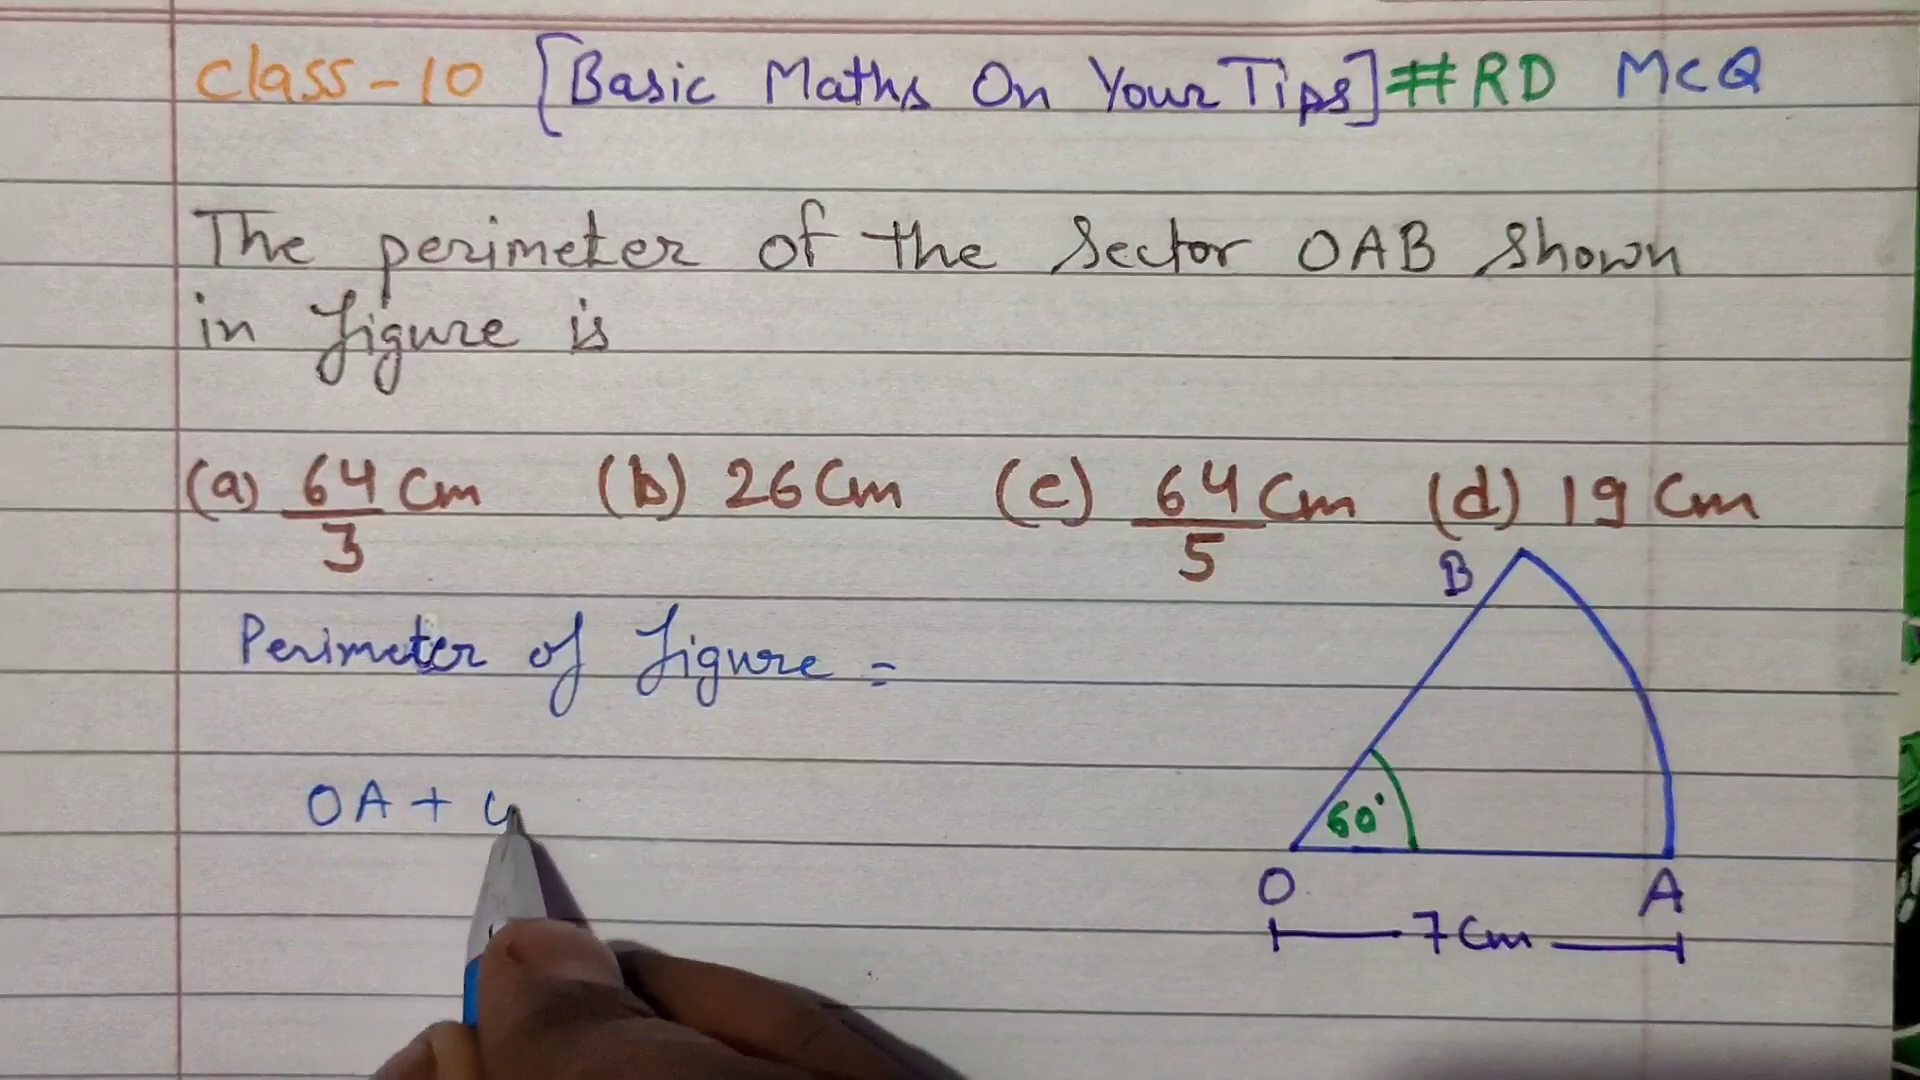 Class-10 [Basic Maths On Your Tips] #RD MCQ
The perimeter of the sector OAB shown
in figure is
(a) 64/3 cm (b) 26 cm (c) 64/5 cm (d) 19 cm
B
Perimeter of figure =
OA +
60°
O A
7 cm